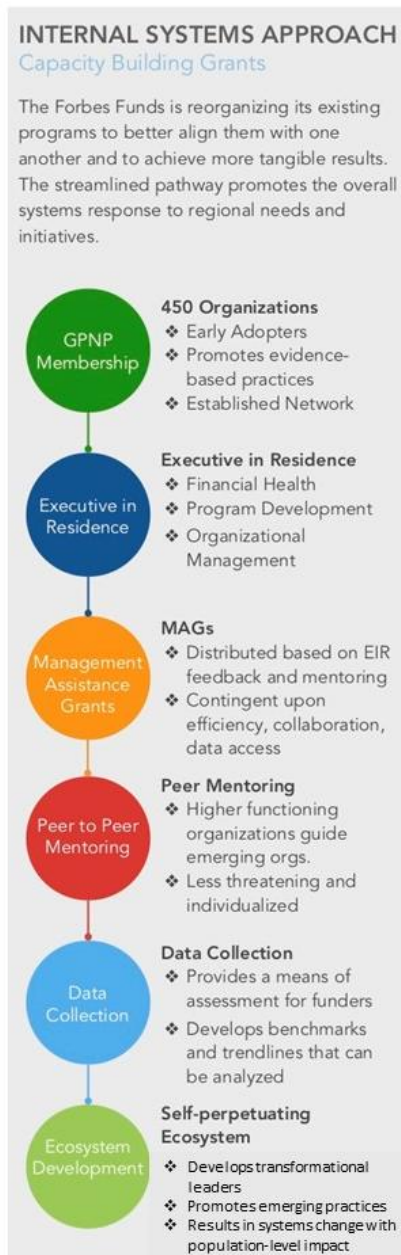 INTERNAL SYSTEMS APPROACH
Capacity Building Grants
The Forbes Funds is reorganizing its existing
programs to better align them with one
another and to achieve more tangible results.
The streamlined pathway promotes the overall
systems response to regional needs and
initiatives.
GPNP
Membership
450 Organizations
❖ Early Adopters
❖ Promotes evidence-
based practices
❖ Established Network
Executive in
Residence
Executive in Residence
❖ Financial Health
❖ Program Development
❖ Organizational
Management
Management
Assistance
Grants
MAGs
❖ Distributed based on EIR
feedback and mentoring
❖ Contingent upon
efficiency, collaboration,
data access
Peer to Peer
Mentoring
Peer Mentoring
❖ Higher functioning
organizations guide
emerging orgs.
❖ Less threatening and
individualized
Data
Collection
Data Collection
❖ Provides a means of
assessment for funders
❖ Develops benchmarks
and trendlines that can
be analyzed
Ecosystem
Development
Self-perpetuating
Ecosystem
❖ Develops transformational
leaders
❖ Promotes emerging practices
❖ Results in systems change with
population-level impact